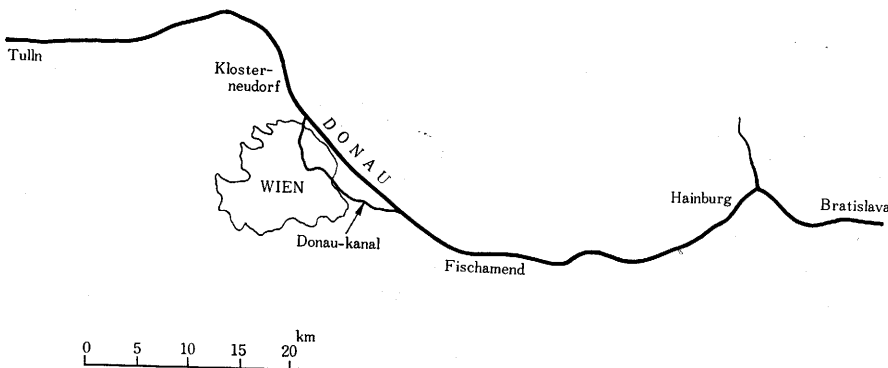 Tulln
Kloster-
neudorf
DONAU
WIEN
Donau-kanal
Fischamend
Hainburg
Bratislava
km
0 5 10 15 20